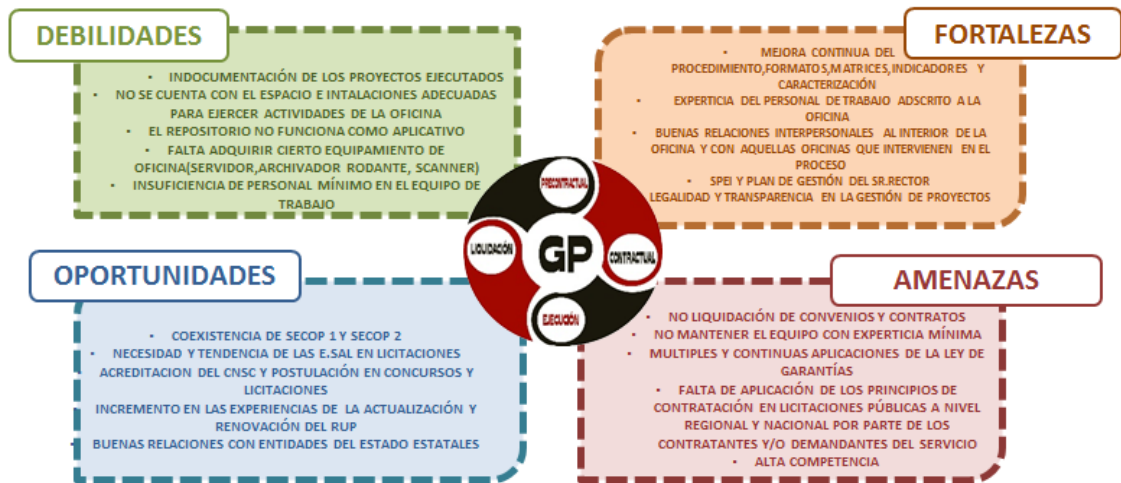 DEBILIDADES
• INDOCUMENTACIÓN DE LOS PROYECTOS EJECUTADOS
• NO SE CUENTA CON EL ESPACIO E INTALACIONES ADECUADAS
PARA EJERCER ACTIVIDADES DE LA OFICINA
• EL REPOSITORIO NO FUNCIONA COMO APLICATIVO
• FALTA ADQUIRIR CIERTO EQUIPAMIENTO DE
OFICINA(SERVIDOR,ARCHIVADOR RODANTE, SCANNER)
• INSUFICIENCIA DE PERSONAL MÍNIMO EN EL EQUIPO DE
TRABAJO
FORTALEZAS
• MEJORA CONTINUA DEL
PROCEDIMIENTO,FORMATOS,MATRICES,INDICADORES Y
CARACTERIZACIÓN
• EXPERTICIA DEL PERSONAL DE TRABAJO ADSCRITO A LA
OFICINA
• BUENAS RELACIONES INTERPERSONALES AL INTERIOR DE LA
OFICINA Y CON AQUELLAS OFICINAS QUE INTERVIENEN EN EL
PROCESO
• SPEI Y PLAN DE GESTIÓN DEL SR.RECTOR
LEGALIDAD Y TRANSPARENCIA EN LA GESTIÓN DE PROYECTOS
PRECONTRACTUAL
LIQUIDACIÓN
GP
CONTRACTUAL
EJECUCIÓN
OPORTUNIDADES
• COEXISTENCIA DE SECOP 1 Y SECOP 2
• NECESIDAD Y TENDENCIA DE LAS E.SAL EN LICITACIONES
ACREDITACION DEL CNSC Y POSTULACIÓN EN CONCURSOS Y
LICITACIONES
INCREMENTO EN LAS EXPERIENCIAS DE LA ACTUALIZACIÓN Y
RENOVACIÓN DEL RUP
• BUENAS RELACIONES CON ENTIDADES DEL ESTADO ESTATALES
AMENAZAS
• NO LIQUIDACIÓN DE CONVENIOS Y CONTRATOS
• NO MANTENER EL EQUIPO CON EXPERTICIA MÍNIMA
• MULTIPLES Y CONTINUAS APLICACIONES DE LA LEY DE
GARANTÍAS
• FALTA DE APLICACIÓN DE LOS PRINCIPIOS DE
CONTRATACIÓN EN LICITACIONES PÚBLICAS A NIVEL
REGIONAL Y NACIONAL POR PARTE DE LOS
CONTRATANTES Y/O DEMANDANTES DEL SERVICIO
• ALTA COMPETENCIA